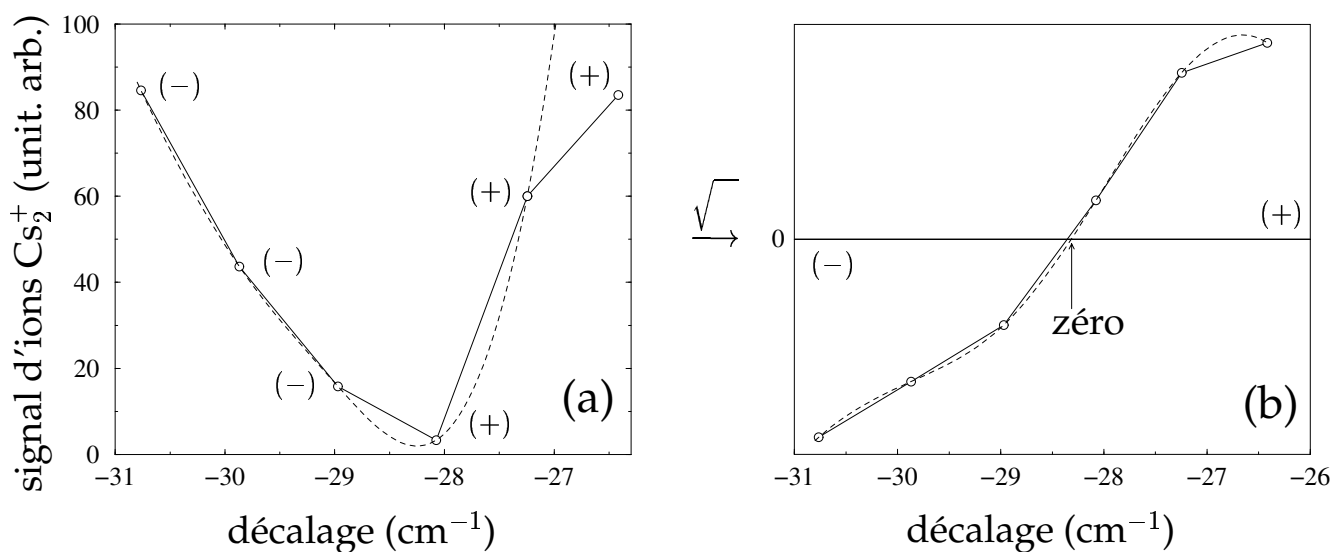 signal d'ions Cs₂⁺ (unit. arb.)
100
80
60
40
20
0
(−)
(−)
(−)
(+)
(+)
(+)
(a)
−31 −30 −29 −28 −27
décalage (cm⁻¹)
√
→
0
(−)
(+)
zéro
(b)
−31 −30 −29 −28 −27 −26
décalage (cm⁻¹)